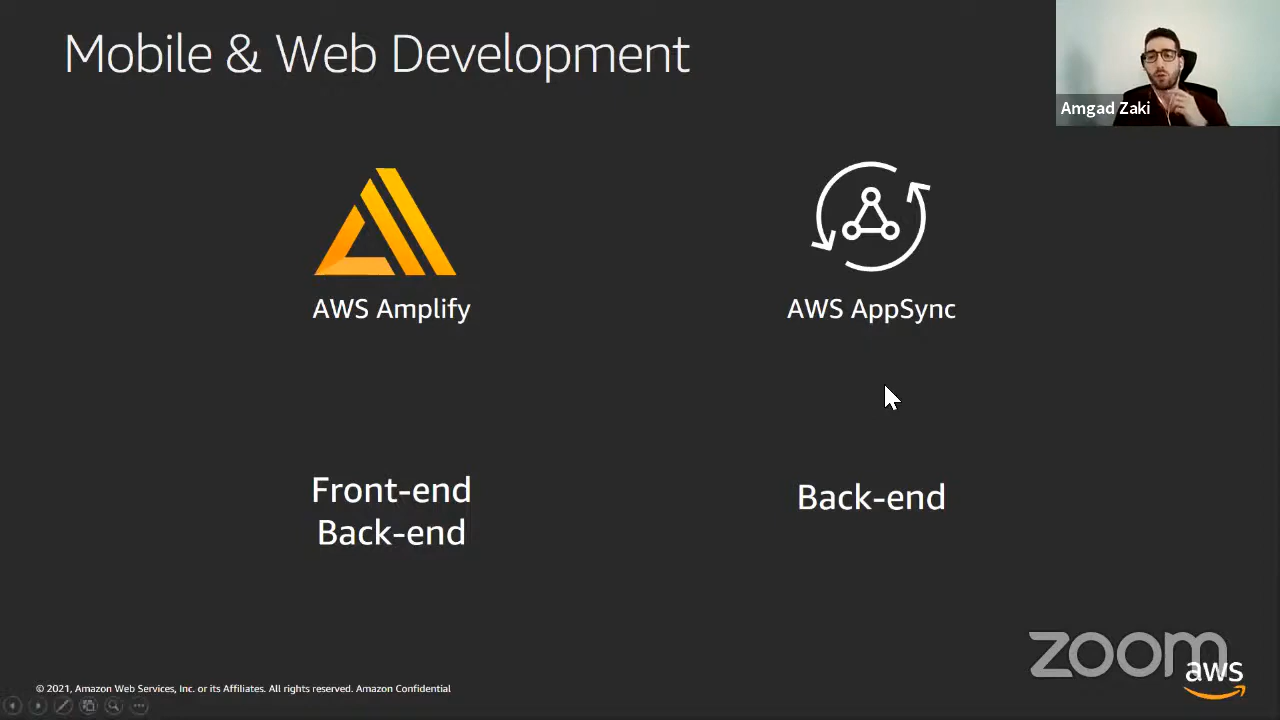 Mobile & Web Development
Amgad Zaki
AWS Amplify
AWS AppSync
Front-end
Back-end
Back-end
zoom
aws
© 2021, Amazon Web Services, Inc. or its Affiliates. All rights reserved. Amazon Confidential